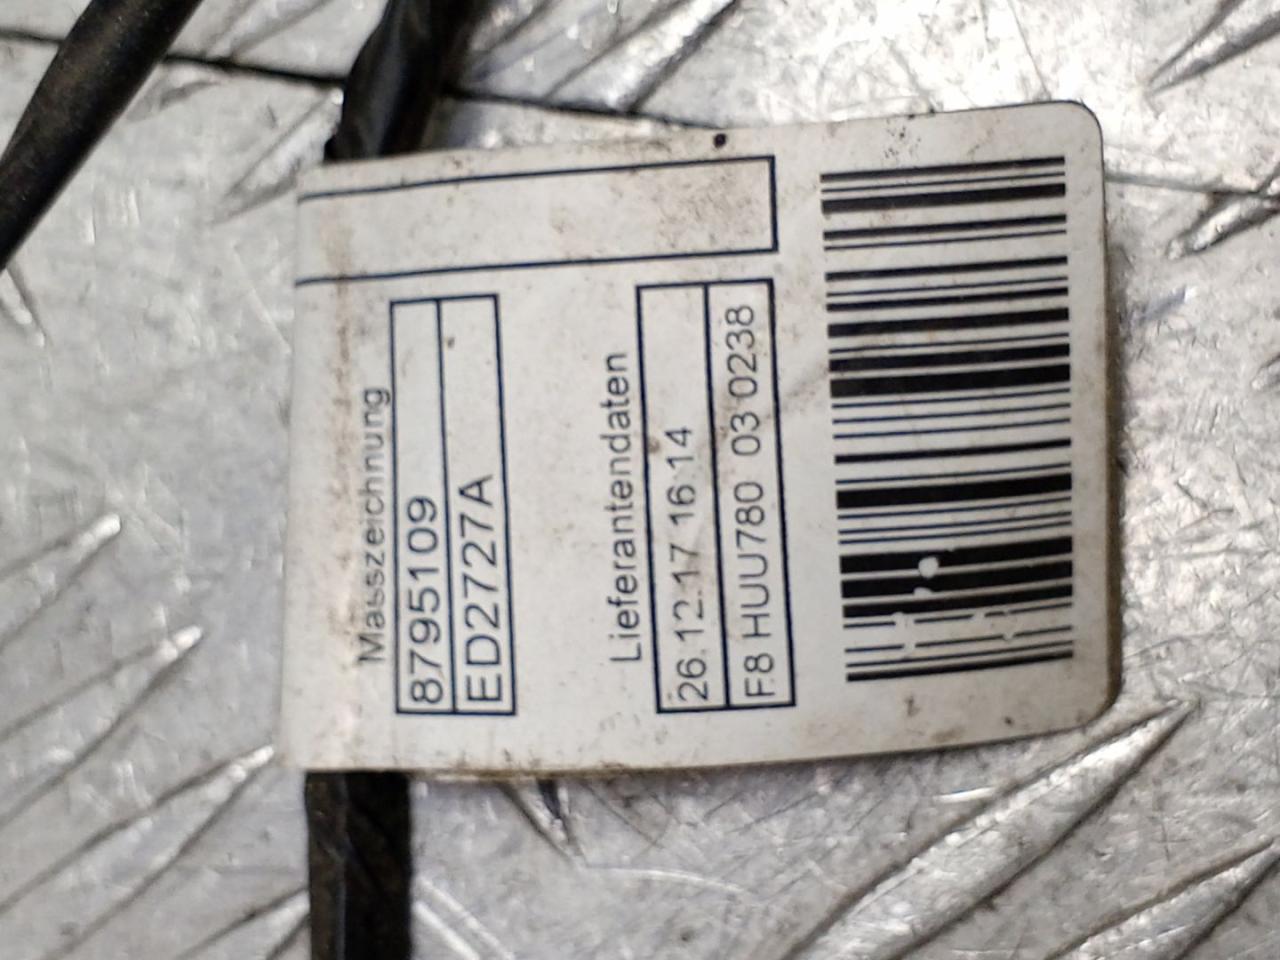 Masszeichnung
8795109
ED2727A
Lieferantendaten
26.12.17 16:14
F8 HUU780 03 0238